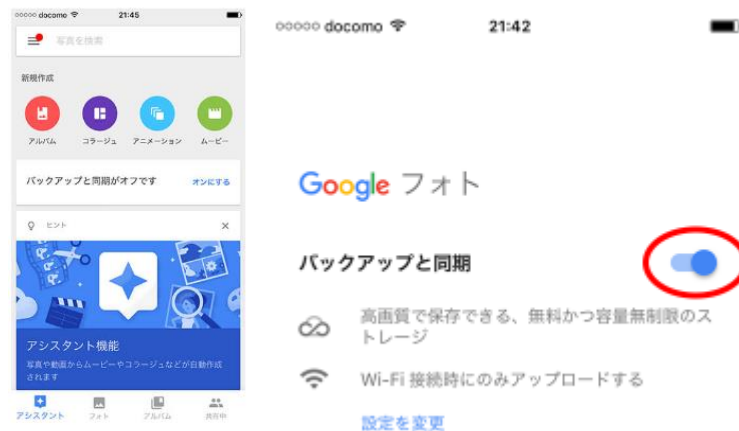 docomo 21:45
写真を検索
新規作成
アルバム コラージュ アニメーション ムービー
バックアップと同期がオフです オンにする
ヒント
アシスタント機能
写真や動画からムービーやコラージュなどが自動作成
されます
アシスタント フォト アルバム 共有中
docomo 21:42
Google フォト
バックアップと同期
高画質で保存できる、無料かつ容量無制限のス
トレージ
Wi-Fi 接続時にのみアップロードする
設定を変更